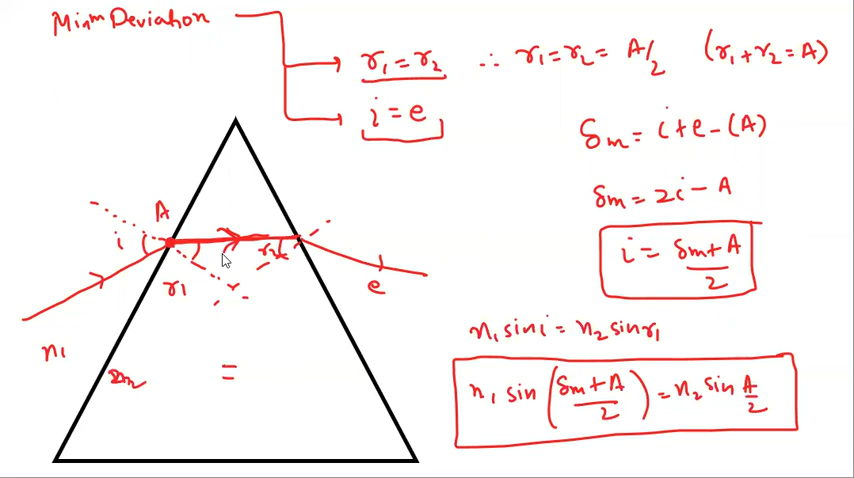 Minᵐ Deviation
r₁ = r₂ ∴ r₁ = r₂ = A/2 (r₁ + r₂ = A)
i = e
δm = i + e - (A)
δm = 2i - A
i = δm + A / 2
n₁ sin i = n₂ sin r₁
n₁ sin (δm + A / 2) = n₂ sin A/2
A
i
r₁
r₂
e
n₁
=